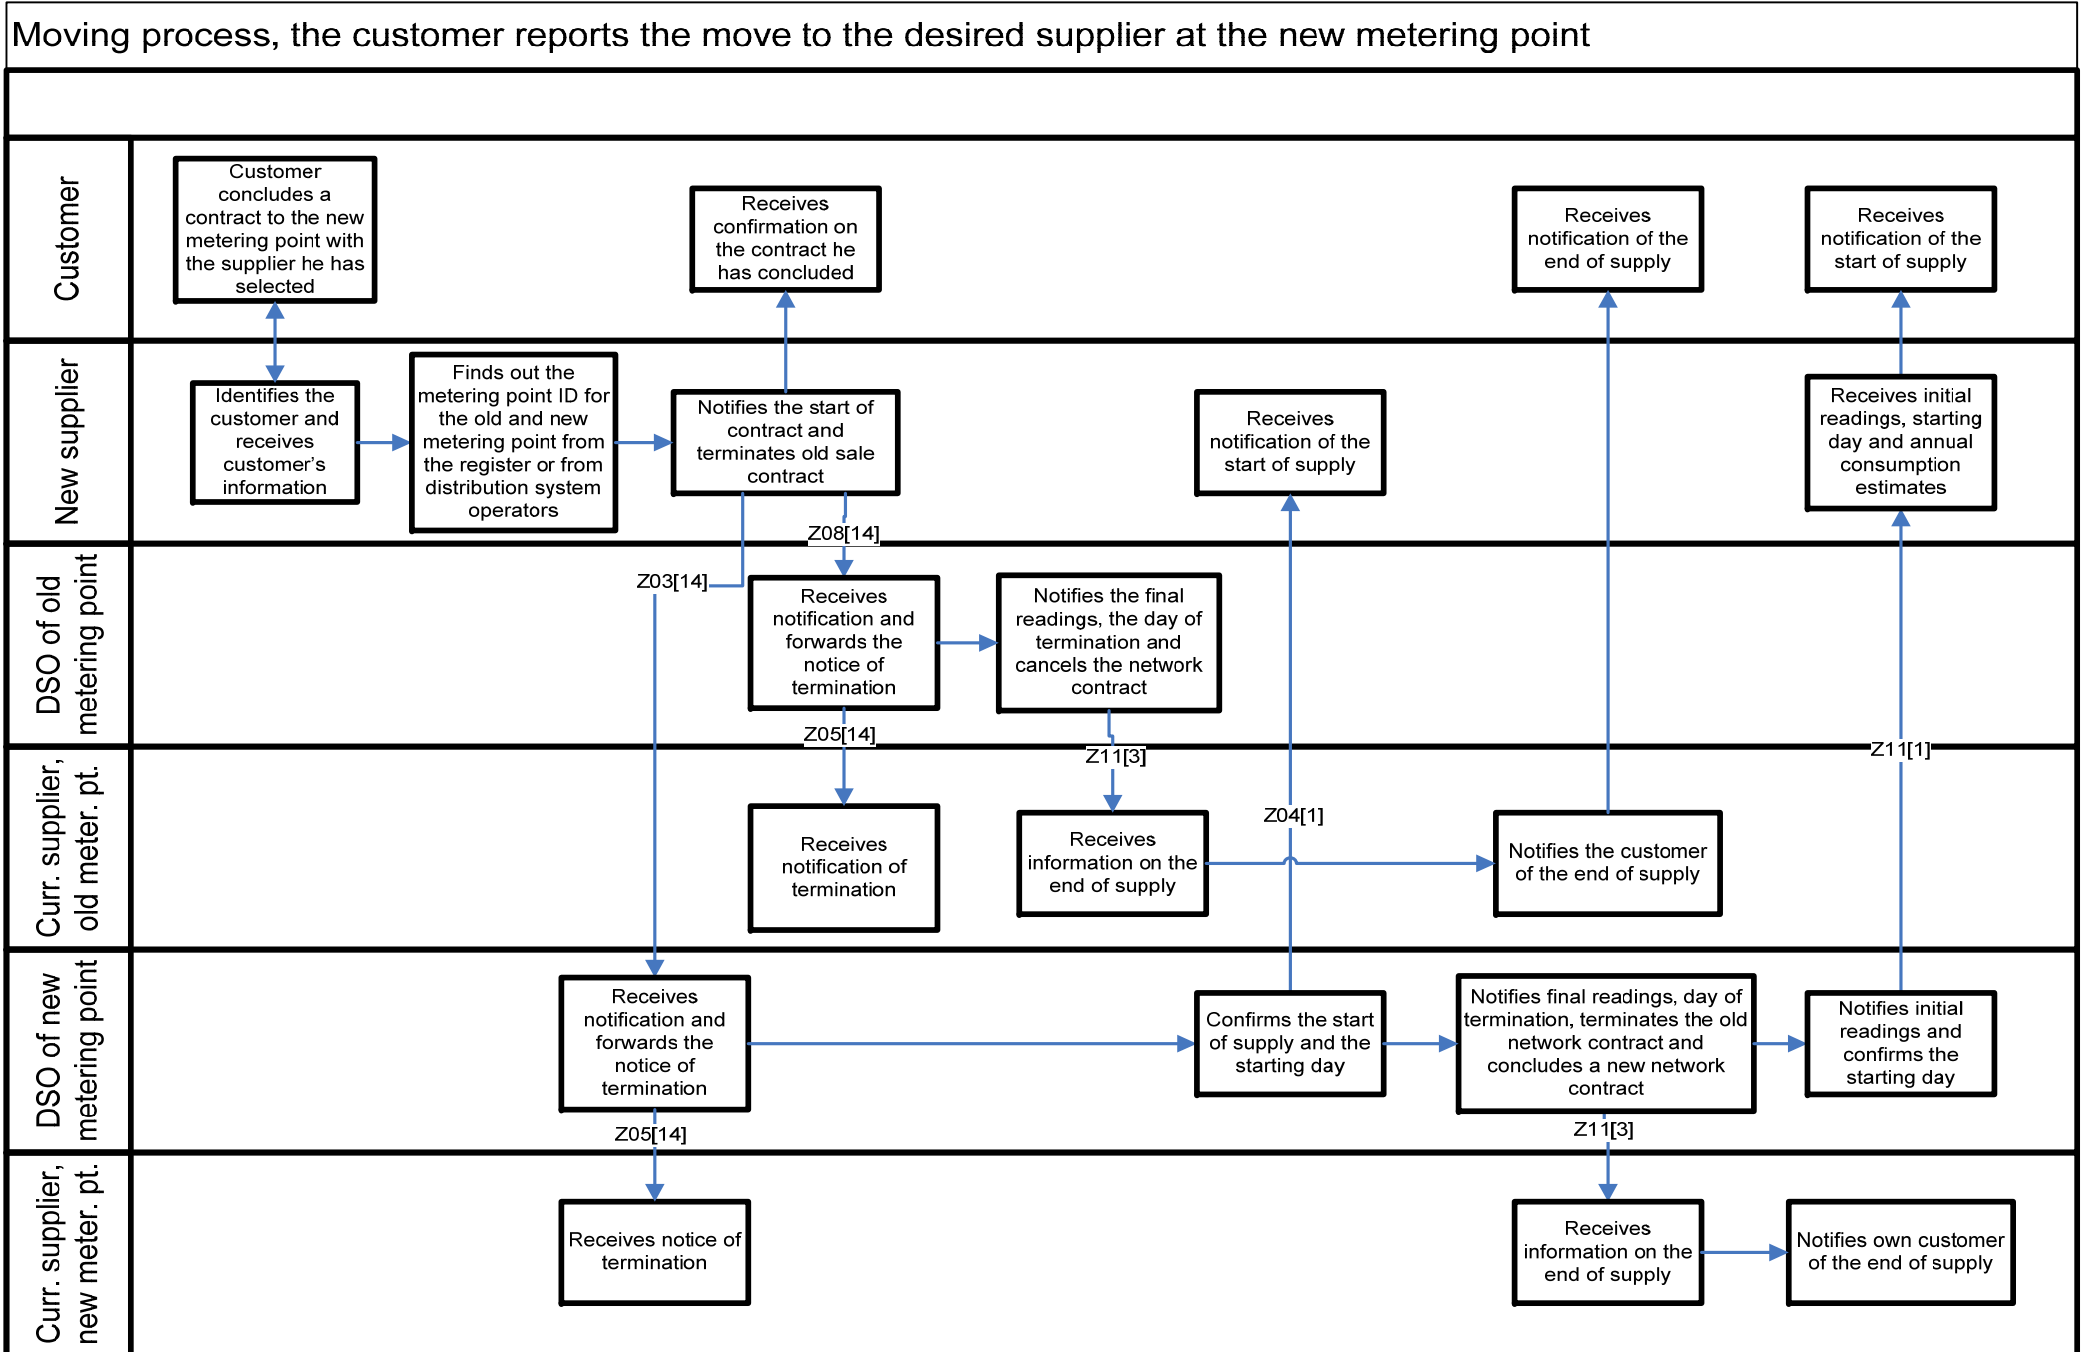 Moving process, the customer reports the move to the desired supplier at the new metering point
Customer
Customer
concludes a
contract to the new
metering point with
the supplier he has
selected
Receives
confirmation on
the contract he
has concluded
Receives
notification of the
end of supply
Receives
notification of the
start of supply
New supplier
Identifies the
customer and
receives
customer's
information
Finds out the
metering point ID for
the old and new
metering point from
the register or from
distribution system
operators
Notifies the start of
contract and
terminates old sale
contract
Receives
notification of the
start of supply
Receives initial
readings, starting
day and annual
consumption
estimates
Z08[14]
Z03[14]
DSO of old
metering point
Receives
notification and
forwards the
notice of
termination
Notifies the final
readings, the day of
termination and
cancels the network
contract
Z05[14]
Z11[3]
Z11[1]
Curr. supplier,
old meter. pt.
Receives
notification of
termination
Receives
information on the
end of supply
Z04[1]
Notifies the customer
of the end of supply
DSO of new
metering point
Receives
notification and
forwards the
notice of
termination
Confirms the start
of supply and the
starting day
Notifies final readings, day of
termination, terminates the old
network contract and
concludes a new network
contract
Notifies initial
readings and
confirms the
starting day
Z05[14]
Z11[3]
Curr. supplier,
new meter. pt.
Receives notice of
termination
Receives
information on the
end of supply
Notifies own customer
of the end of supply